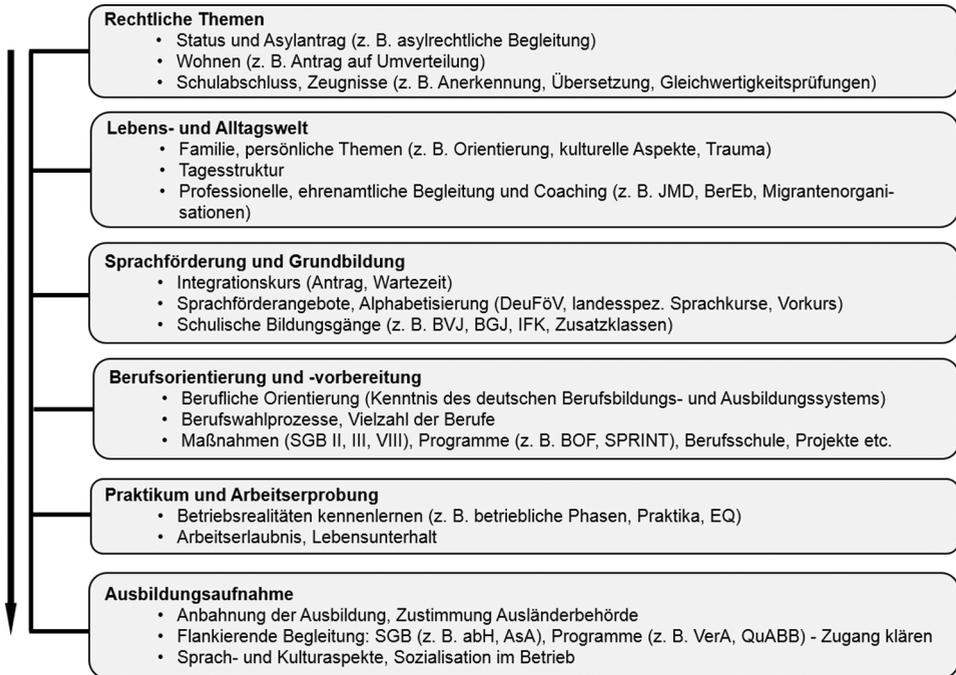 Rechtliche Themen
• Status und Asylantrag (z. B. asylrechtliche Begleitung)
• Wohnen (z. B. Antrag auf Umverteilung)
• Schulabschluss, Zeugnisse (z. B. Anerkennung, Übersetzung, Gleichwertigkeitsprüfungen)
Lebens- und Alltagswelt
• Familie, persönliche Themen (z. B. Orientierung, kulturelle Aspekte, Trauma)
• Tagesstruktur
• Professionelle, ehrenamtliche Begleitung und Coaching (z. B. JMD, BerEb, Migrantenorgani-
sationen)
Sprachförderung und Grundbildung
• Integrationskurs (Antrag, Wartezeit)
• Sprachförderangebote, Alphabetisierung (DeuFöV, landesspez. Sprachkurse, Vorkurs)
• Schulische Bildungsgänge (z. B. BVJ, BGJ, IFK, Zusatzklassen)
Berufsorientierung und -vorbereitung
• Berufliche Orientierung (Kenntnis des deutschen Berufsbildungs- und Ausbildungssystems)
• Berufswahlprozesse, Vielzahl der Berufe
• Maßnahmen (SGB II, III, VIII), Programme (z. B. BOF, SPRINT), Berufsschule, Projekte etc.
Praktikum und Arbeitserprobung
• Betriebsrealitäten kennenlernen (z. B. betriebliche Phasen, Praktika, EQ)
• Arbeitserlaubnis, Lebensunterhalt
Ausbildungsaufnahme
• Anbahnung der Ausbildung, Zustimmung Ausländerbehörde
• Flankierende Begleitung: SGB (z. B. abH, AsA), Programme (z. B. VerA, QuABB) - Zugang klären
• Sprach- und Kulturaspekte, Sozialisation im Betrieb